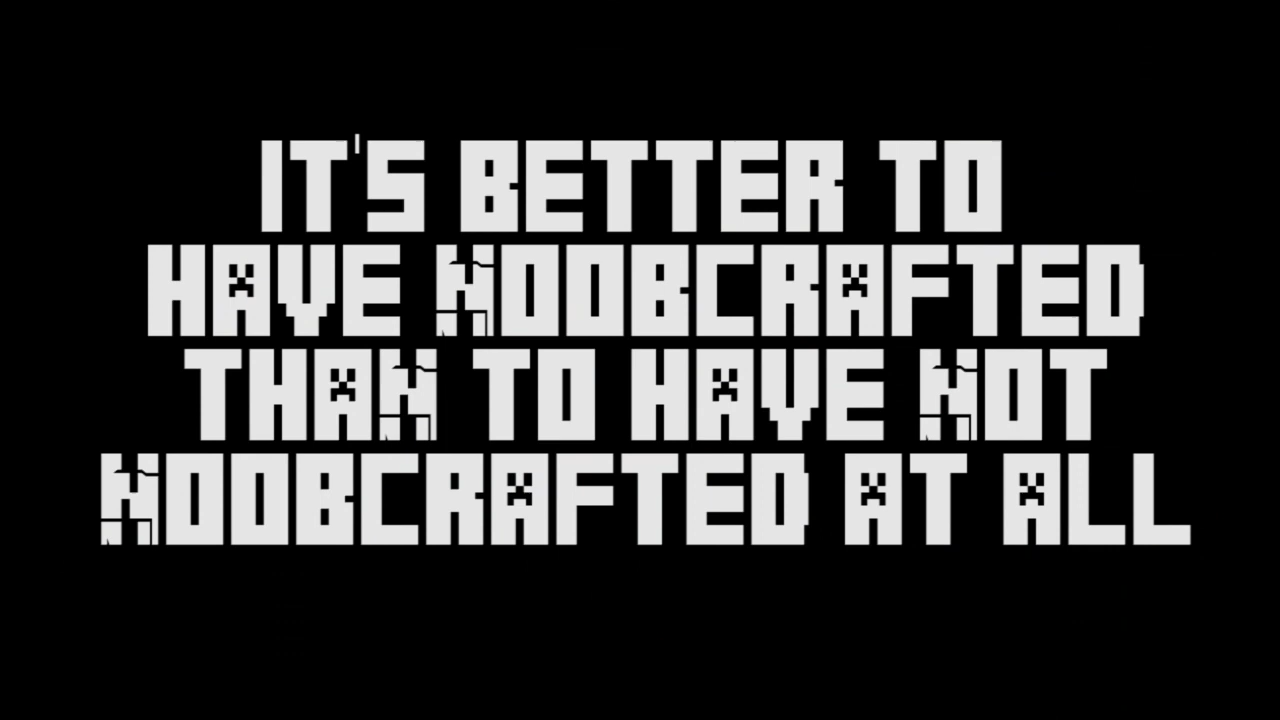 IT'S BETTER TO
HAVE NOOBCRAFTED
THAN TO HAVE NOT
NOOBCRAFTED AT ALL